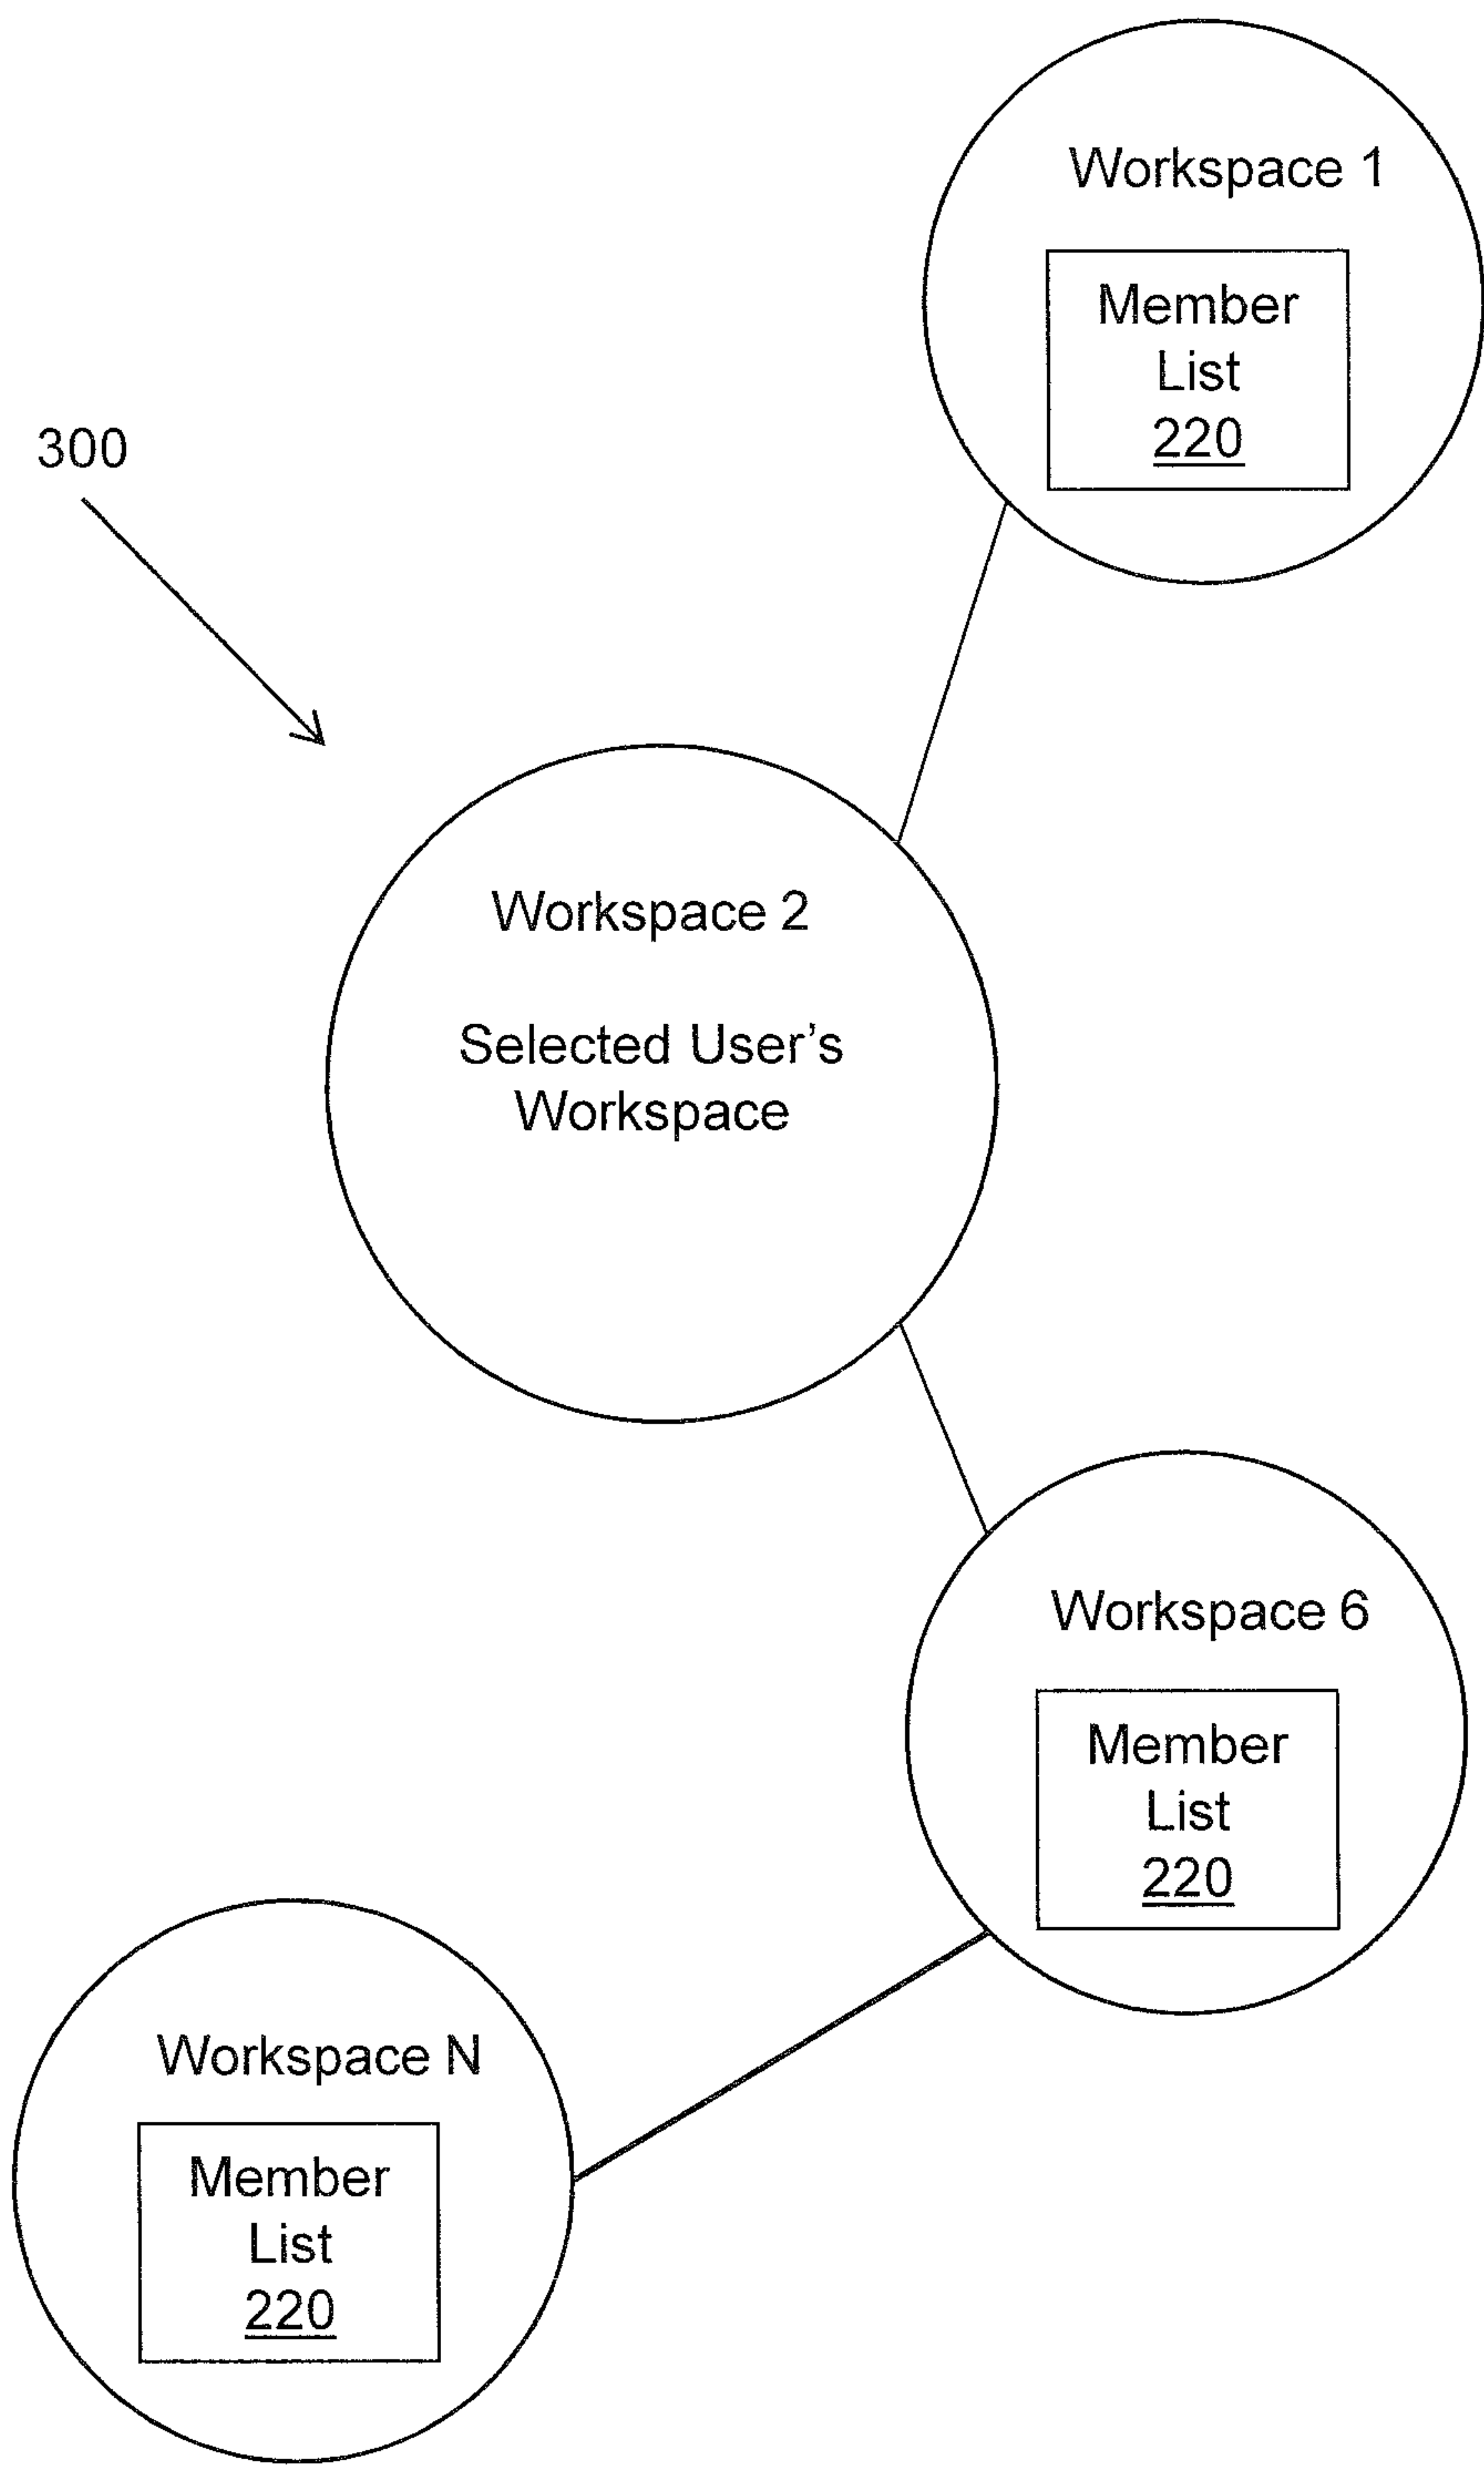 Workspace 1
Member
List
220
300
Workspace 2
Selected User’s
Workspace
Workspace 6
Member
List
220
Workspace N
Member
List
220